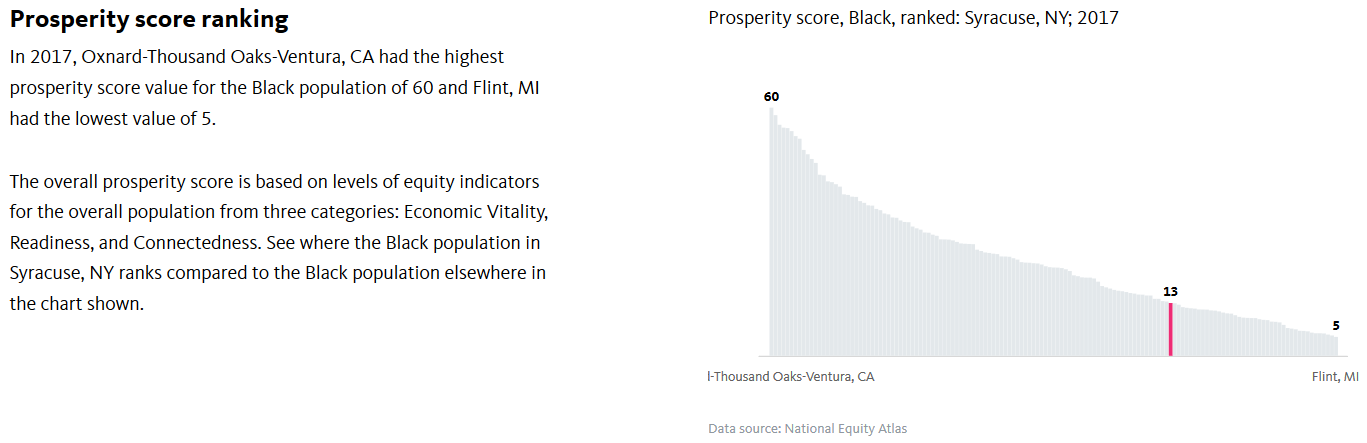 Prosperity score ranking
In 2017, Oxnard-Thousand Oaks-Ventura, CA had the highest
prosperity score value for the Black population of 60 and Flint, MI
had the lowest value of 5.
The overall prosperity score is based on levels of equity indicators
for the overall population from three categories: Economic Vitality,
Readiness, and Connectedness. See where the Black population in
Syracuse, NY ranks compared to the Black population elsewhere in
the chart shown.
Prosperity score, Black, ranked: Syracuse, NY; 2017
60
13
5
l-Thousand Oaks-Ventura, CA
Flint, MI
Data source: National Equity Atlas